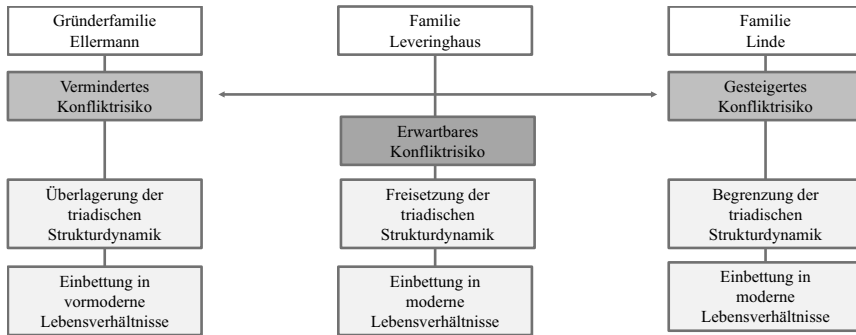 Gründerfamilie
Ellermann
Familie
Leveringhaus
Familie
Linde
Vermindertes
Konfliktrisiko
Gesteigertes
Konfliktrisiko
Erwartbares
Konfliktrisiko
Überlagerung der
triadischen
Strukturdynamik
Freisetzung der
triadischen
Strukturdynamik
Begrenzung der
triadischen
Strukturdynamik
Einbettung in
vormoderne
Lebensverhältnisse
Einbettung in
moderne
Lebensverhältnisse
Einbettung in
moderne
Lebensverhältnisse